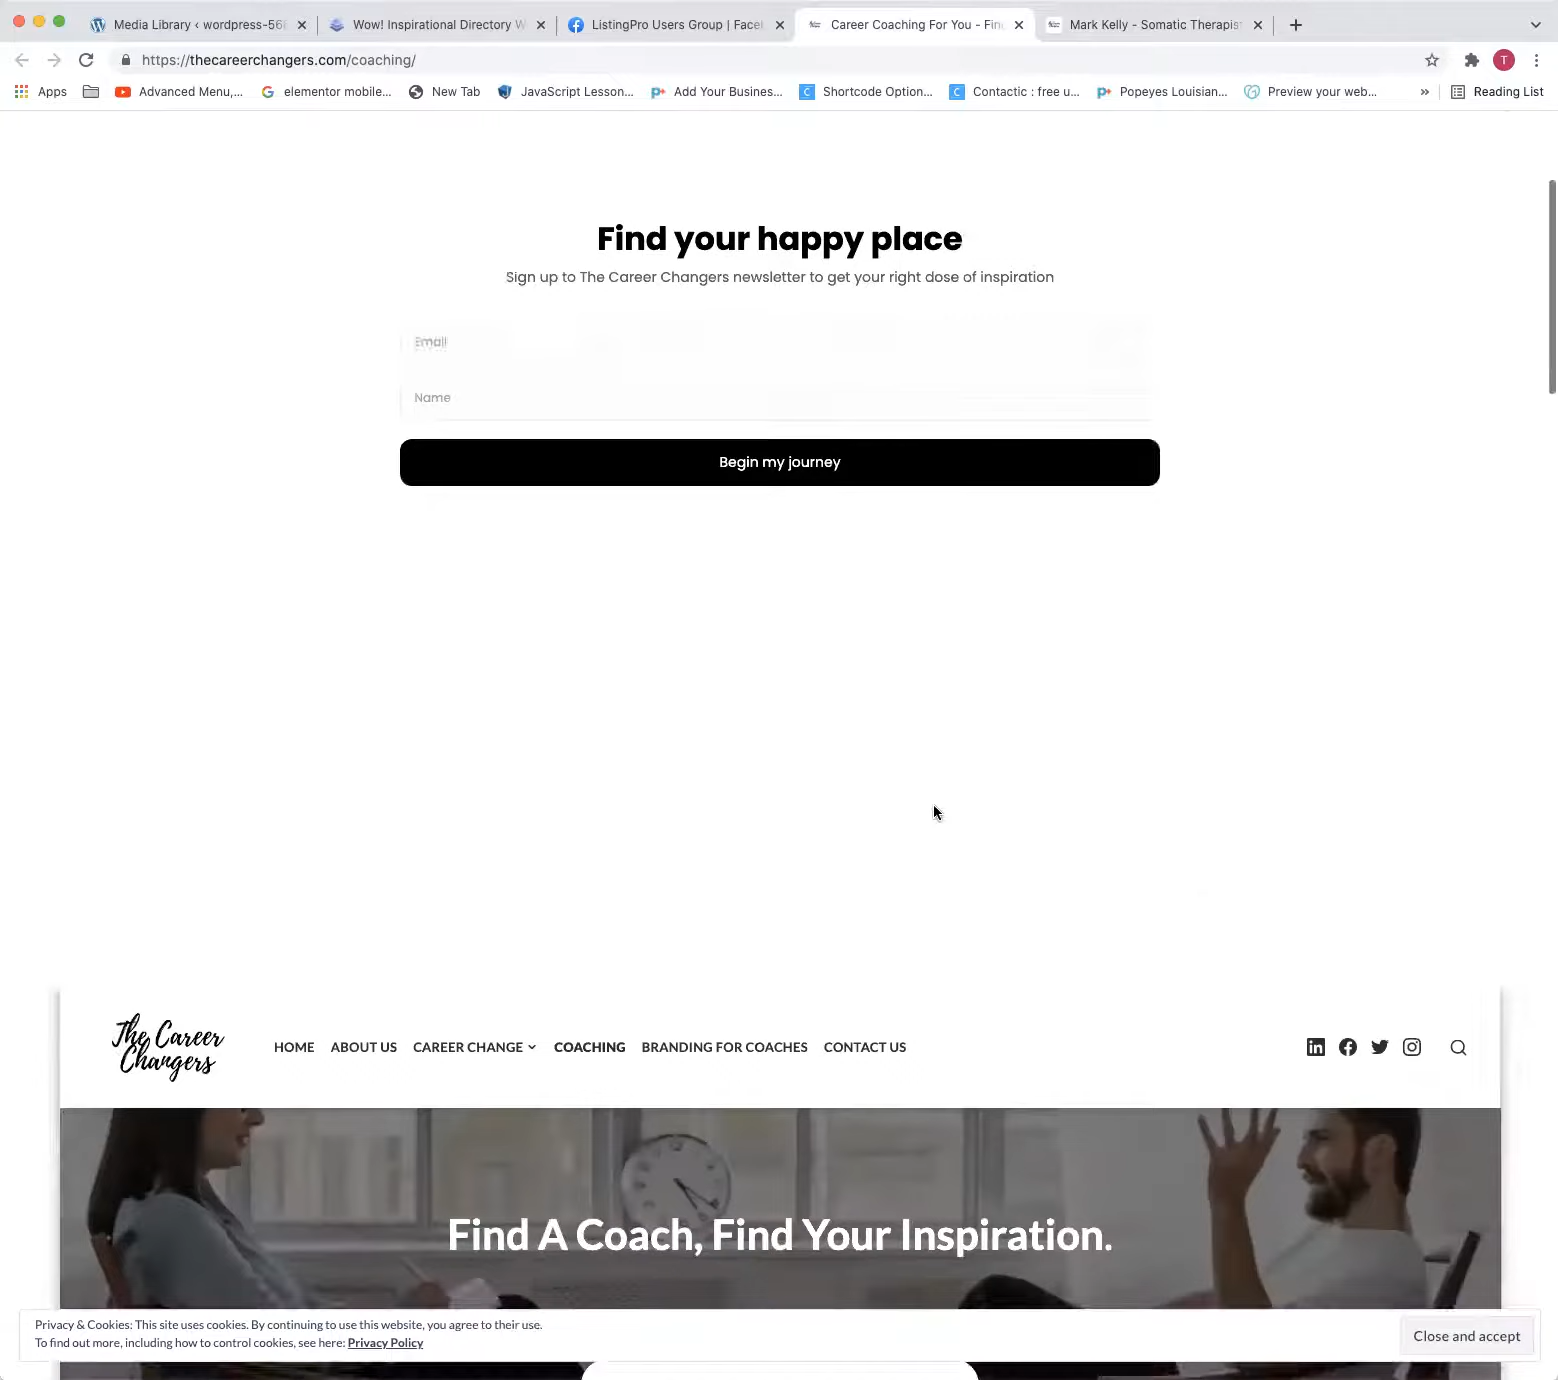 Media Library ‹ wordpress-56
Wow! Inspirational Directory W
ListingPro Users Group | Face
Career Coaching For You - Fin
Mark Kelly - Somatic Therapist
https://thecareerchangers.com/coaching/
T
Apps
Advanced Menu,...
elementor mobile...
New Tab
JavaScript Lesson...
Add Your Busines...
Shortcode Option...
Contactic : free u...
Popeyes Louisian...
Preview your web...
»
Reading List
Find your happy place
Sign up to The Career Changers newsletter to get your right dose of inspiration
Email
Name
Begin my journey
The Career
Changers
HOME
ABOUT US
CAREER CHANGE
COACHING
BRANDING FOR COACHES
CONTACT US
Find A Coach, Find Your Inspiration.
Privacy & Cookies: This site uses cookies. By continuing to use this website, you agree to their use.
To find out more, including how to control cookies, see here: Privacy Policy
Close and accept